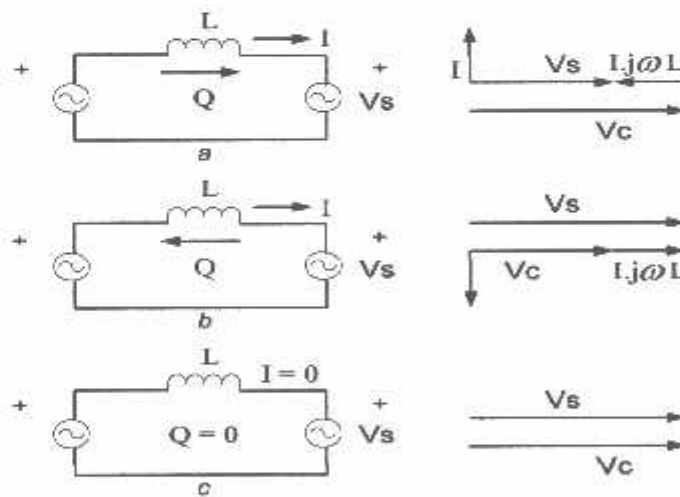 L
I
+
Q
+
Vs
a
I
Vs
I.jωL
Vc
L
I
+
Q
+
Vs
b
Vs
Vc
I.jωL
L
I = 0
+
Q = 0
+
Vs
c
Vs
Vc